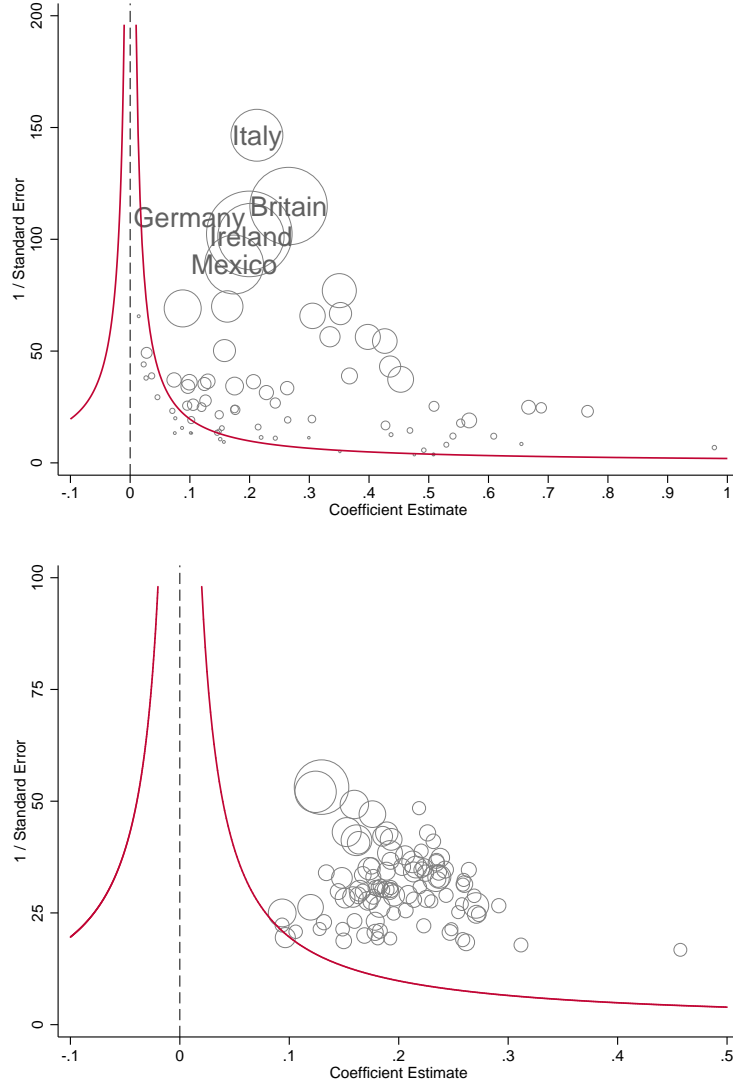 200
150
100
50
0
1 / Standard Error
Italy
Britain
Germany
Ireland
Mexico
-.1 0 .1 .2 .3 .4 .5 .6 .7 .8 .9 1
Coefficient Estimate
100
75
50
25
0
1 / Standard Error
-.1 0 .1 .2 .3 .4 .5
Coefficient Estimate